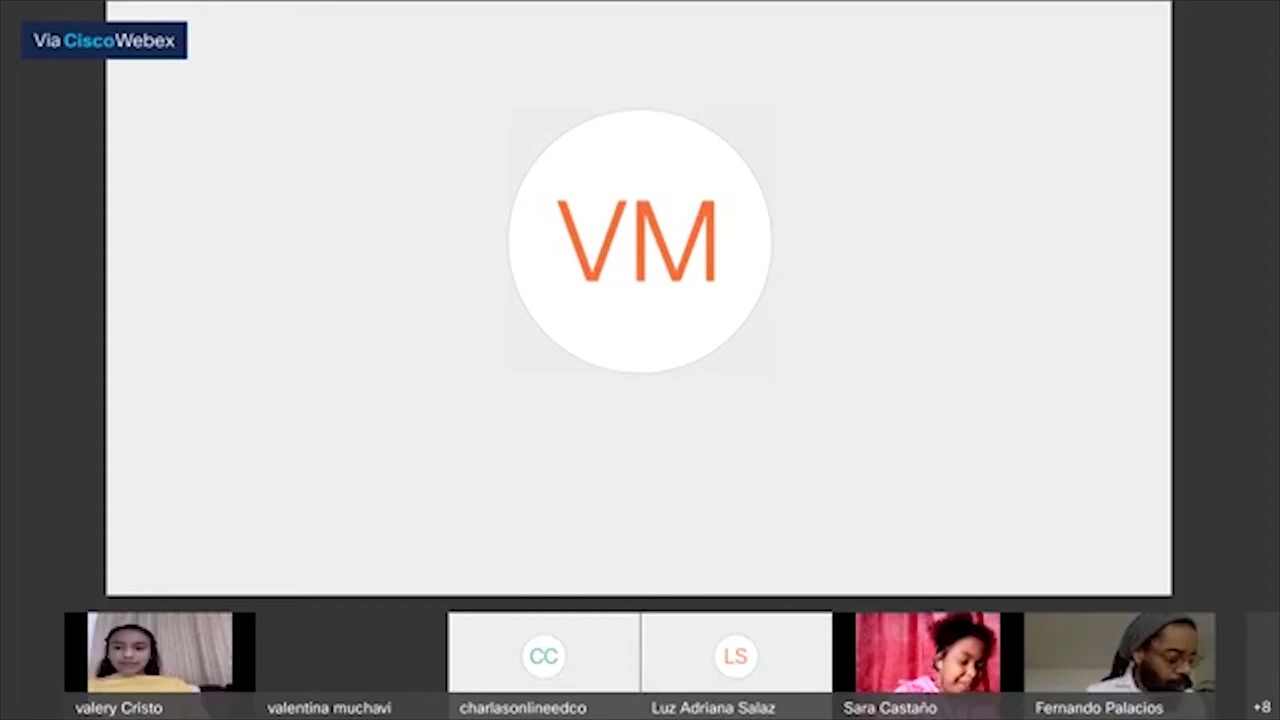 Via CiscoWebex
VM
CC
LS
valery Cristo
valentina muchavi
charlasonlineedco
Luz Adriana Salaz
Sara Castaño
Fernando Palacios
+8